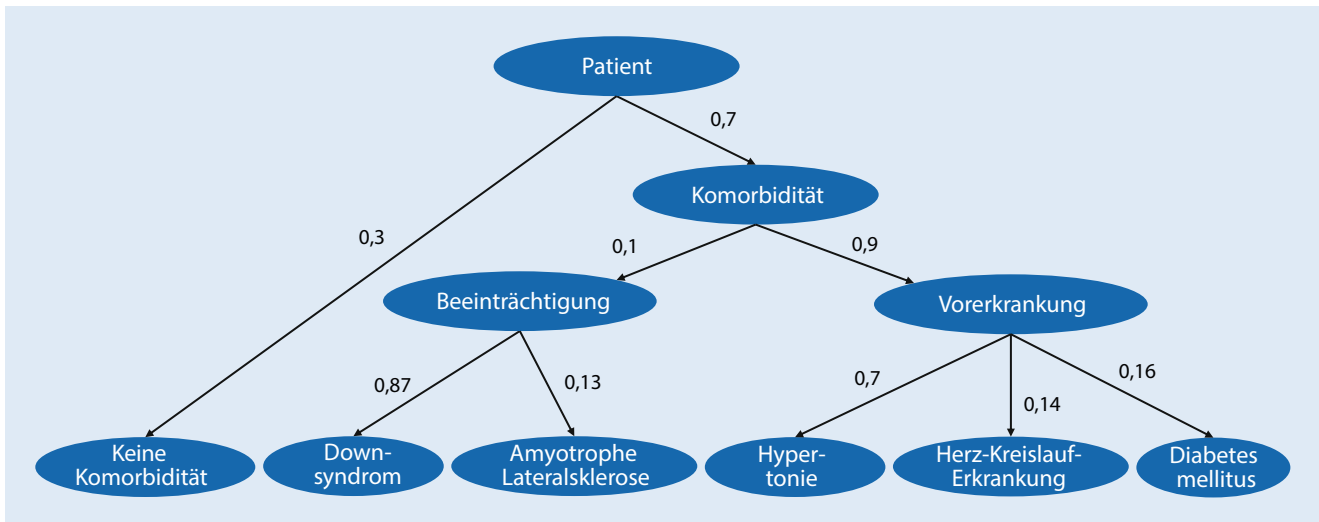 Patient
0,7
Komorbidität
0,3
0,1
0,9
Beeinträchtigung
Vorerkrankung
0,87
0,13
0,7
0,14
0,16
Keine
Komorbidität
Down-
syndrom
Amyotrophe
Lateralsklerose
Hyper-
tonie
Herz-Kreislauf-
Erkrankung
Diabetes
mellitus